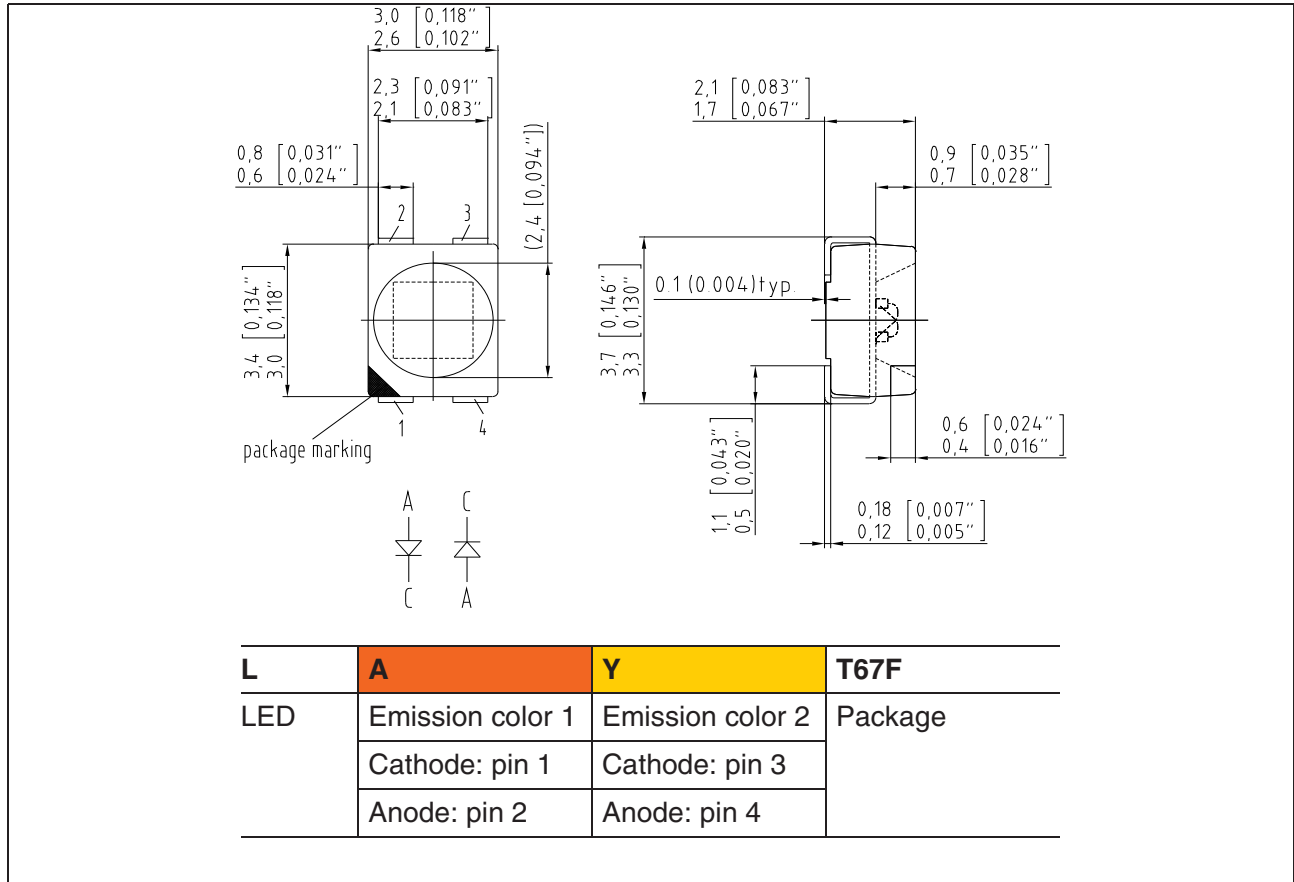 3,0 [0,118"]
2,6 [0,102"]
2,3 [0,091"]
2,1 [0,083"]
0,8 [0,031"]
0,6 [0,024"]
(2,4 [0,094"])
2 3
3,4 [0,134"]
3,0 [0,118"]
package marking
1 4
A C
C A
2,1 [0,083"]
1,7 [0,067"]
0,9 [0,035"]
0,7 [0,028"]
3,7 [0,146"]
3,3 [0,130"]
0.1 (0.004) typ.
1,1 [0,043"]
0,5 [0,020"]
0,6 [0,024"]
0,4 [0,016"]
0,18 [0,007"]
0,12 [0,005"]
L A Y T67F
LED Emission color 1 Emission color 2 Package
Cathode: pin 1 Cathode: pin 3
Anode: pin 2 Anode: pin 4